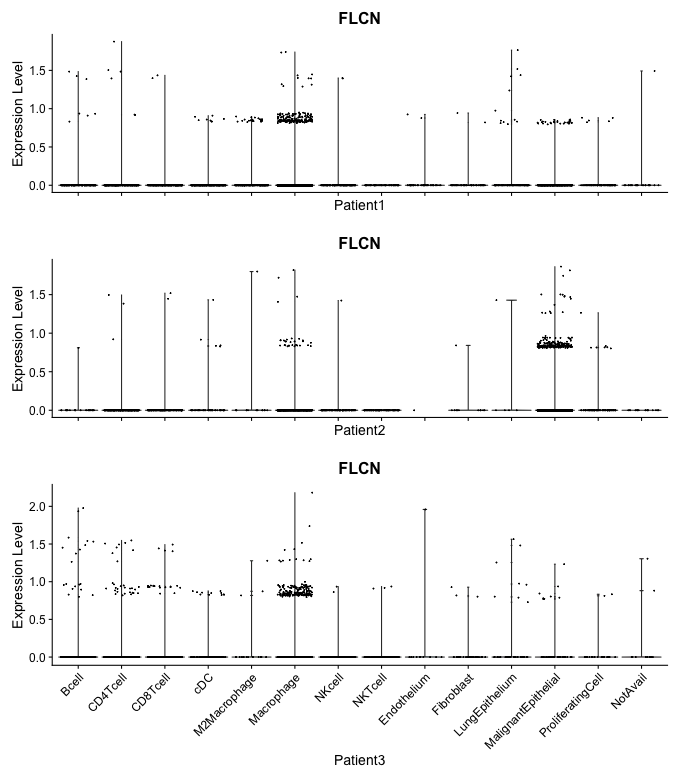 FLCN
Expression Level
1.5
1.0
0.5
0.0
Patient1
FLCN
Expression Level
1.5
1.0
0.5
0.0
Patient2
FLCN
Expression Level
2.0
1.5
1.0
0.5
0.0
Bcell
CD4Tcell
CD8Tcell
cDC
M2Macrophage
Macrophage
NKcell
NKTcell
Endothelium
Fibroblast
LungEpithelium
MalignantEpithelial
ProliferatingCell
NotAvail
Patient3